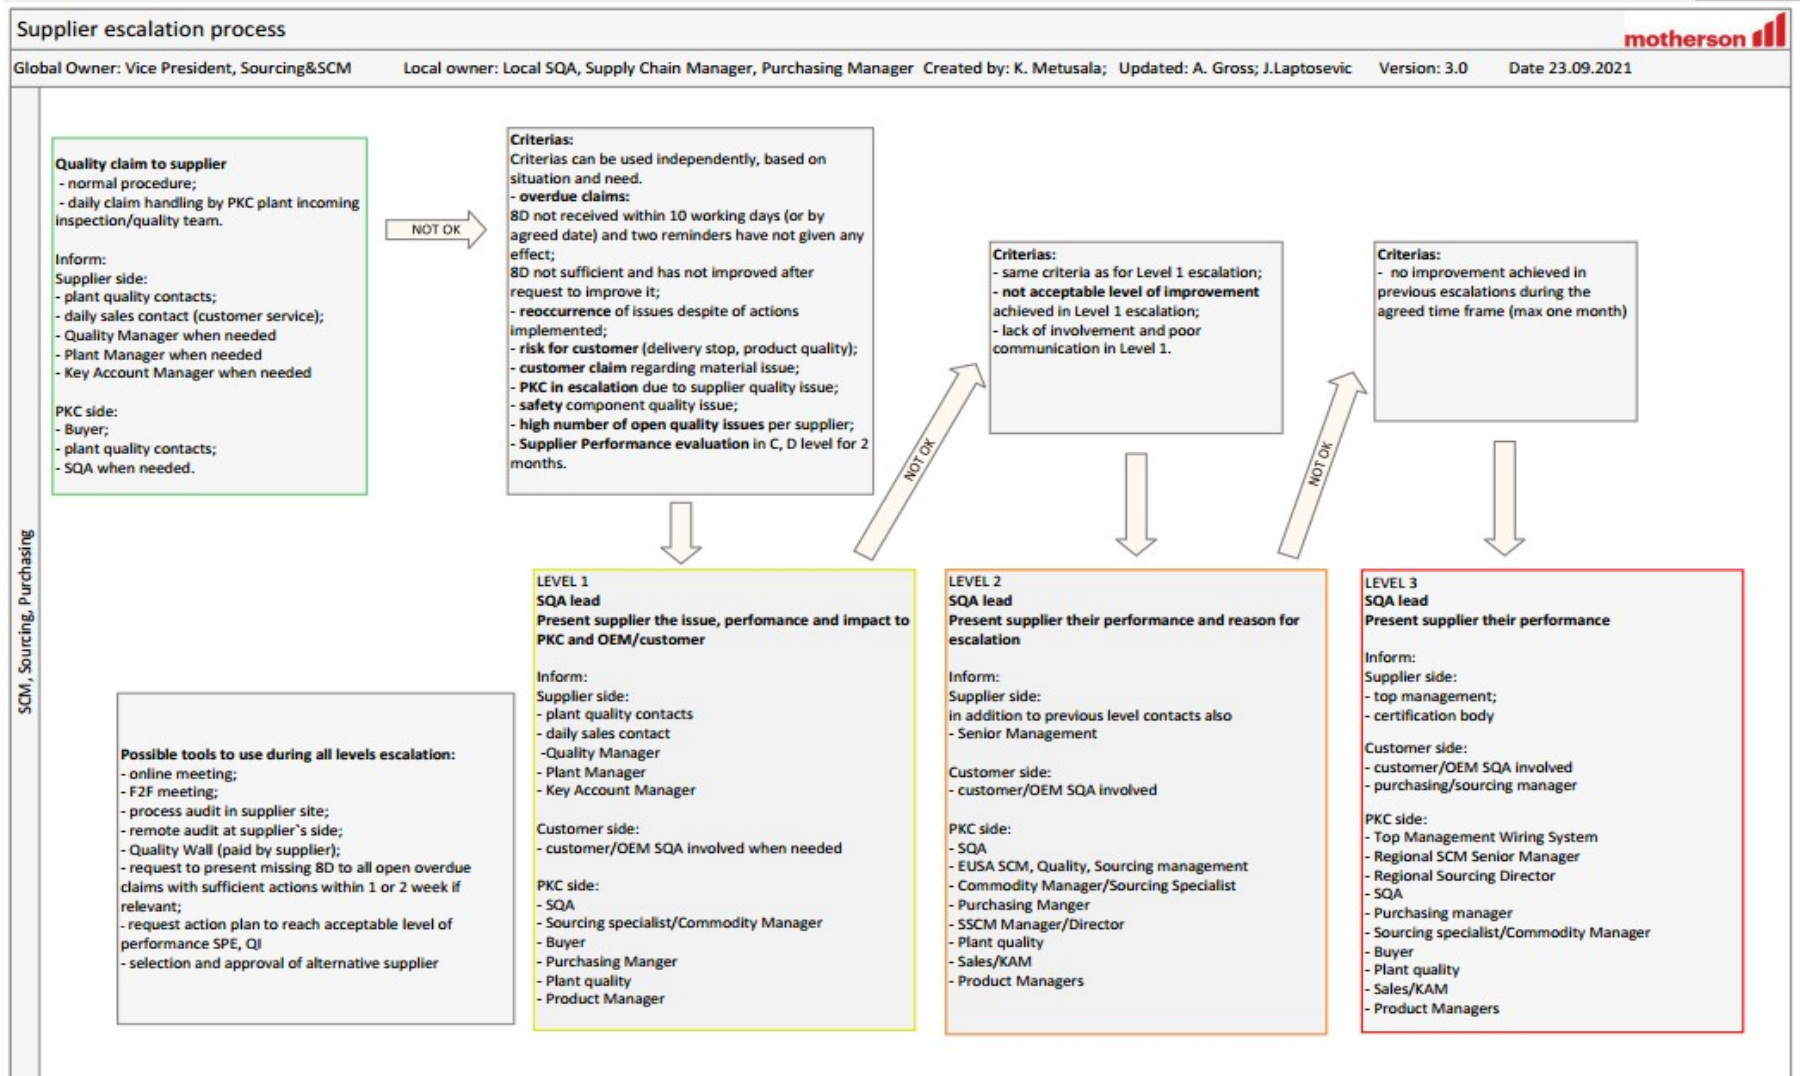 Supplier escalation process
motherson
Global Owner: Vice President, Sourcing&SCM Local owner: Local SQA, Supply Chain Manager, Purchasing Manager Created by: K. Metusala; Updated: A. Gross; J.Laptosevic Version: 3.0 Date 23.09.2021
SCM, Sourcing, Purchasing
Quality claim to supplier
- normal procedure;
- daily claim handling by PKC plant incoming
inspection/quality team.
Inform:
Supplier side:
- plant quality contacts;
- daily sales contact (customer service);
- Quality Manager when needed
- Plant Manager when needed
- Key Account Manager when needed
PKC side:
- Buyer;
- plant quality contacts;
- SQA when needed.
NOT OK
Criterias:
Criterias can be used independently, based on
situation and need.
- overdue claims:
8D not received within 10 working days (or by
agreed date) and two reminders have not given any
effect;
8D not sufficient and has not improved after
request to improve it;
- reoccurrence of issues despite of actions
implemented;
- risk for customer (delivery stop, product quality);
- customer claim regarding material issue;
- PKC in escalation due to supplier quality issue;
- safety component quality issue;
- high number of open quality issues per supplier;
- Supplier Performance evaluation in C, D level for 2
months.
NOT OK
Criterias:
- same criteria as for Level 1 escalation;
- not acceptable level of improvement
achieved in Level 1 escalation;
- lack of involvement and poor
communication in Level 1.
NOT OK
Criterias:
- no improvement achieved in
previous escalations during the
agreed time frame (max one month)
Possible tools to use during all levels escalation:
- online meeting;
- F2F meeting;
- process audit in supplier site;
- remote audit at supplier`s side;
- Quality Wall (paid by supplier);
- request to present missing 8D to all open overdue
claims with sufficient actions within 1 or 2 week if
relevant;
- request action plan to reach acceptable level of
performance SPE, QI
- selection and approval of alternative supplier
LEVEL 1
SQA lead
Present supplier the issue, perfomance and impact to
PKC and OEM/customer
Inform:
Supplier side:
- plant quality contacts
- daily sales contact
-Quality Manager
- Plant Manager
- Key Account Manager
Customer side:
- customer/OEM SQA involved when needed
PKC side:
- SQA
- Sourcing specialist/Commodity Manager
- Buyer
- Purchasing Manger
- Plant quality
- Product Manager
LEVEL 2
SQA lead
Present supplier their performance and reason for
escalation
Inform:
Supplier side:
in addition to previous level contacts also
- Senior Management
Customer side:
- customer/OEM SQA involved
PKC side:
- SQA
- EUSA SCM, Quality, Sourcing management
- Commodity Manager/Sourcing Specialist
- Purchasing Manger
- SSCM Manager/Director
- Plant quality
- Sales/KAM
- Product Managers
LEVEL 3
SQA lead
Present supplier their performance
Inform:
Supplier side:
- top management;
- certification body
Customer side:
- customer/OEM SQA involved
- purchasing/sourcing manager
PKC side:
- Top Management Wiring System
- Regional SCM Senior Manager
- Regional Sourcing Director
- SQA
- Purchasing manager
- Sourcing specialist/Commodity Manager
- Buyer
- Plant quality
- Sales/KAM
- Product Managers